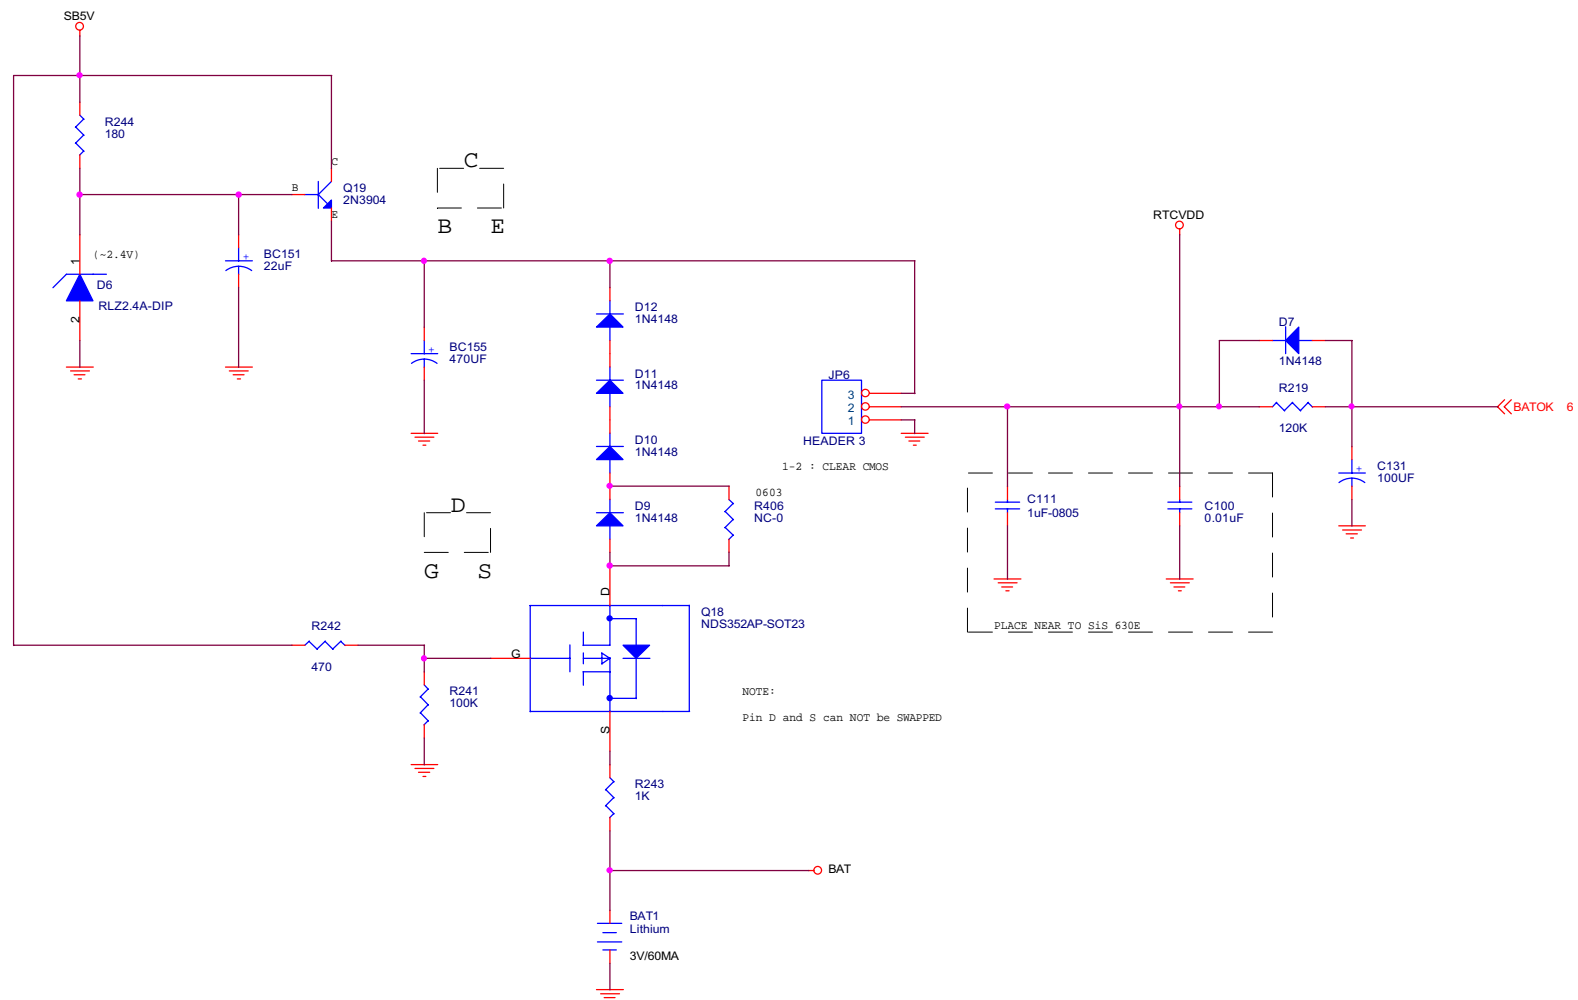 SB5V
R244
180
C
B
Q19
2N3904
E
C
B E
(~2.4V)
1
D6
RLZ2.4A-DIP
2
BC151
22uF
BC155
470UF
D12
1N4148
D11
1N4148
D10
1N4148
D9
1N4148
0603
R406
NC-0
JP6
3
2
1
HEADER 3
1-2 : CLEAR CMOS
RTCVDD
D7
1N4148
R219
120K
BATOK 6
C131
100UF
C111
1uF-0805
C100
0.01uF
PLACE NEAR TO SiS 630E
D
G S
D
Q18
NDS352AP-SOT23
G
S
R242
470
R241
100K
NOTE:
Pin D and S can NOT be SWAPPED
R243
1K
BAT
BAT1
Lithium
3V/60MA